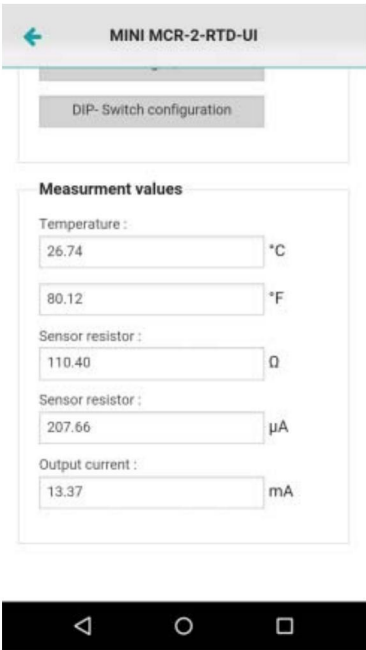 MINI MCR-2-RTD-UI
DIP- Switch configuration
Measurment values
Temperature :
26.74 °C
80.12 °F
Sensor resistor :
110.40 Ω
Sensor resistor :
207.66 µA
Output current :
13.37 mA